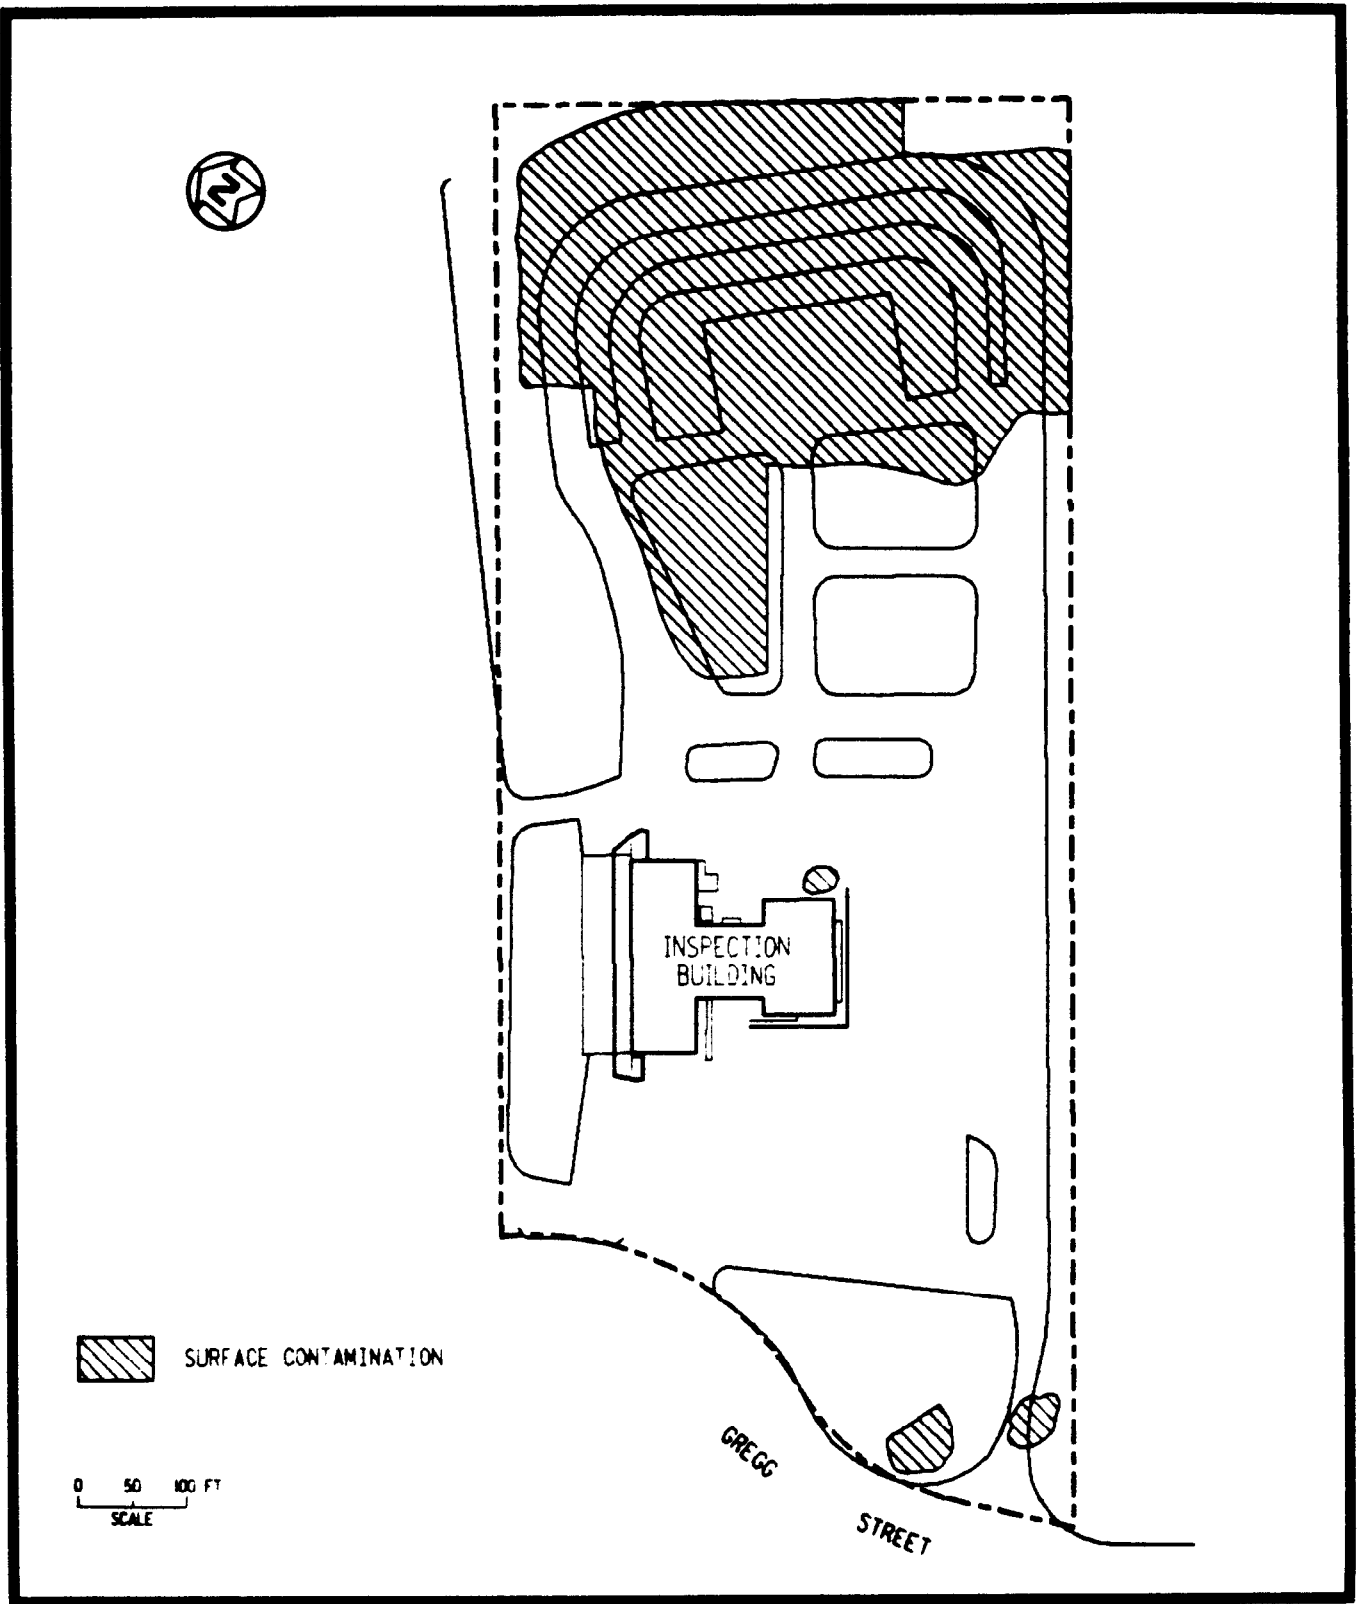 N
INSPECTION
BUILDING
SURFACE CONTAMINATION
0 50 100 FT
SCALE
GREGG
STREET